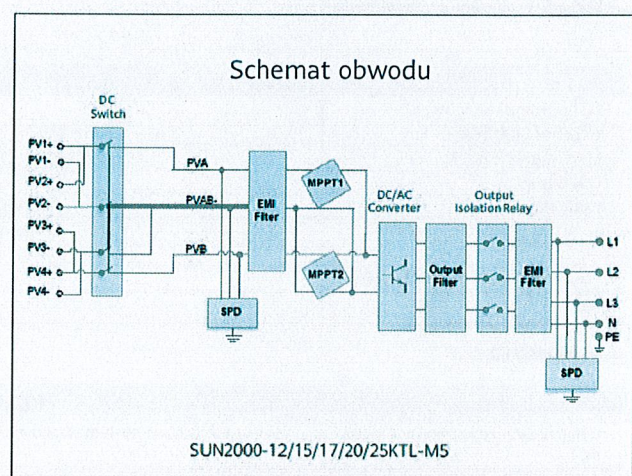 Schemat obwodu
DC
Switch
PV1+
PV1-
PV2+
PV2-
PV3+
PV3-
PV4+
PV4-
PVA
PVAB-
PVB
SPD
EMI
Filter
MPPT1
MPPT2
DC/AC
Converter
Output
Filter
Output
Isolation Relay
EMI
Filter
L1
L2
L3
N
PE
SPD
SUN2000-12/15/17/20/25KTL-M5